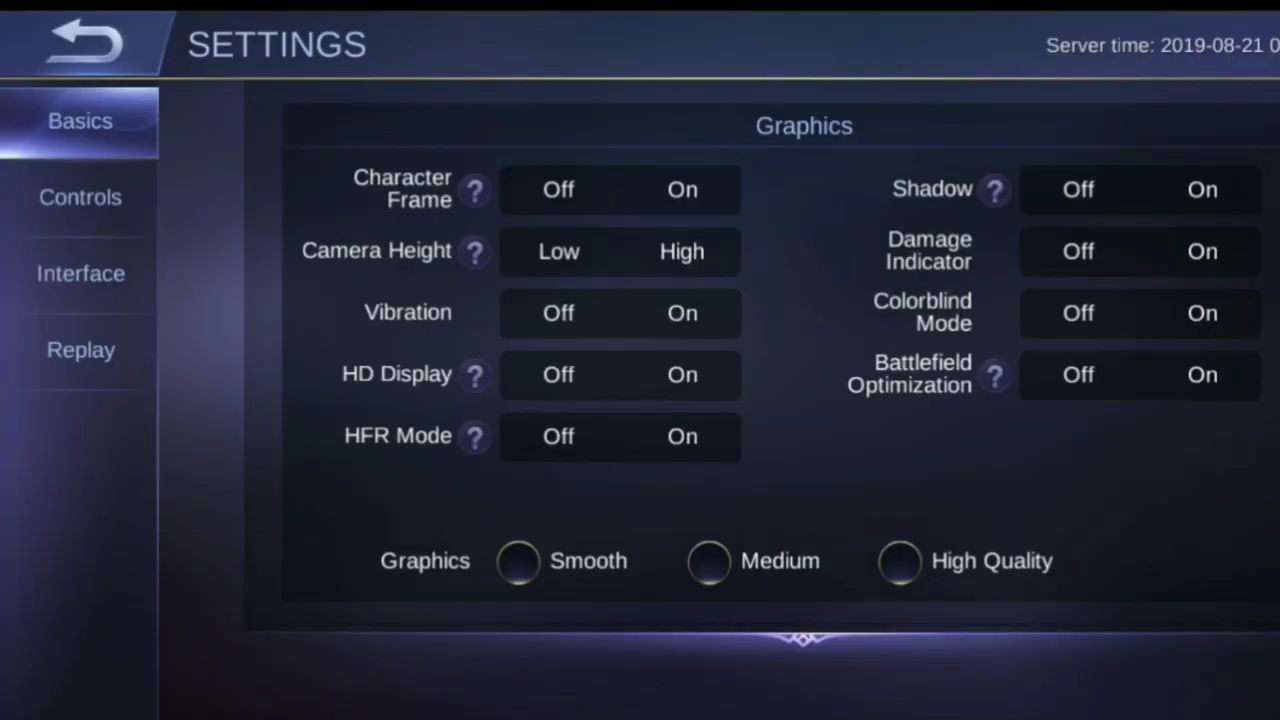 SETTINGS
Server time: 2019-08-21 0
Basics
Controls
Interface
Replay
Graphics
Character
Frame
?
Off
On
Camera Height
?
Low
High
Vibration
Off
On
HD Display
?
Off
On
HFR Mode
?
Off
On
Shadow
?
Off
On
Damage
Indicator
Off
On
Colorblind
Mode
Off
On
Battlefield
Optimization
?
Off
On
Graphics
Smooth
Medium
High Quality